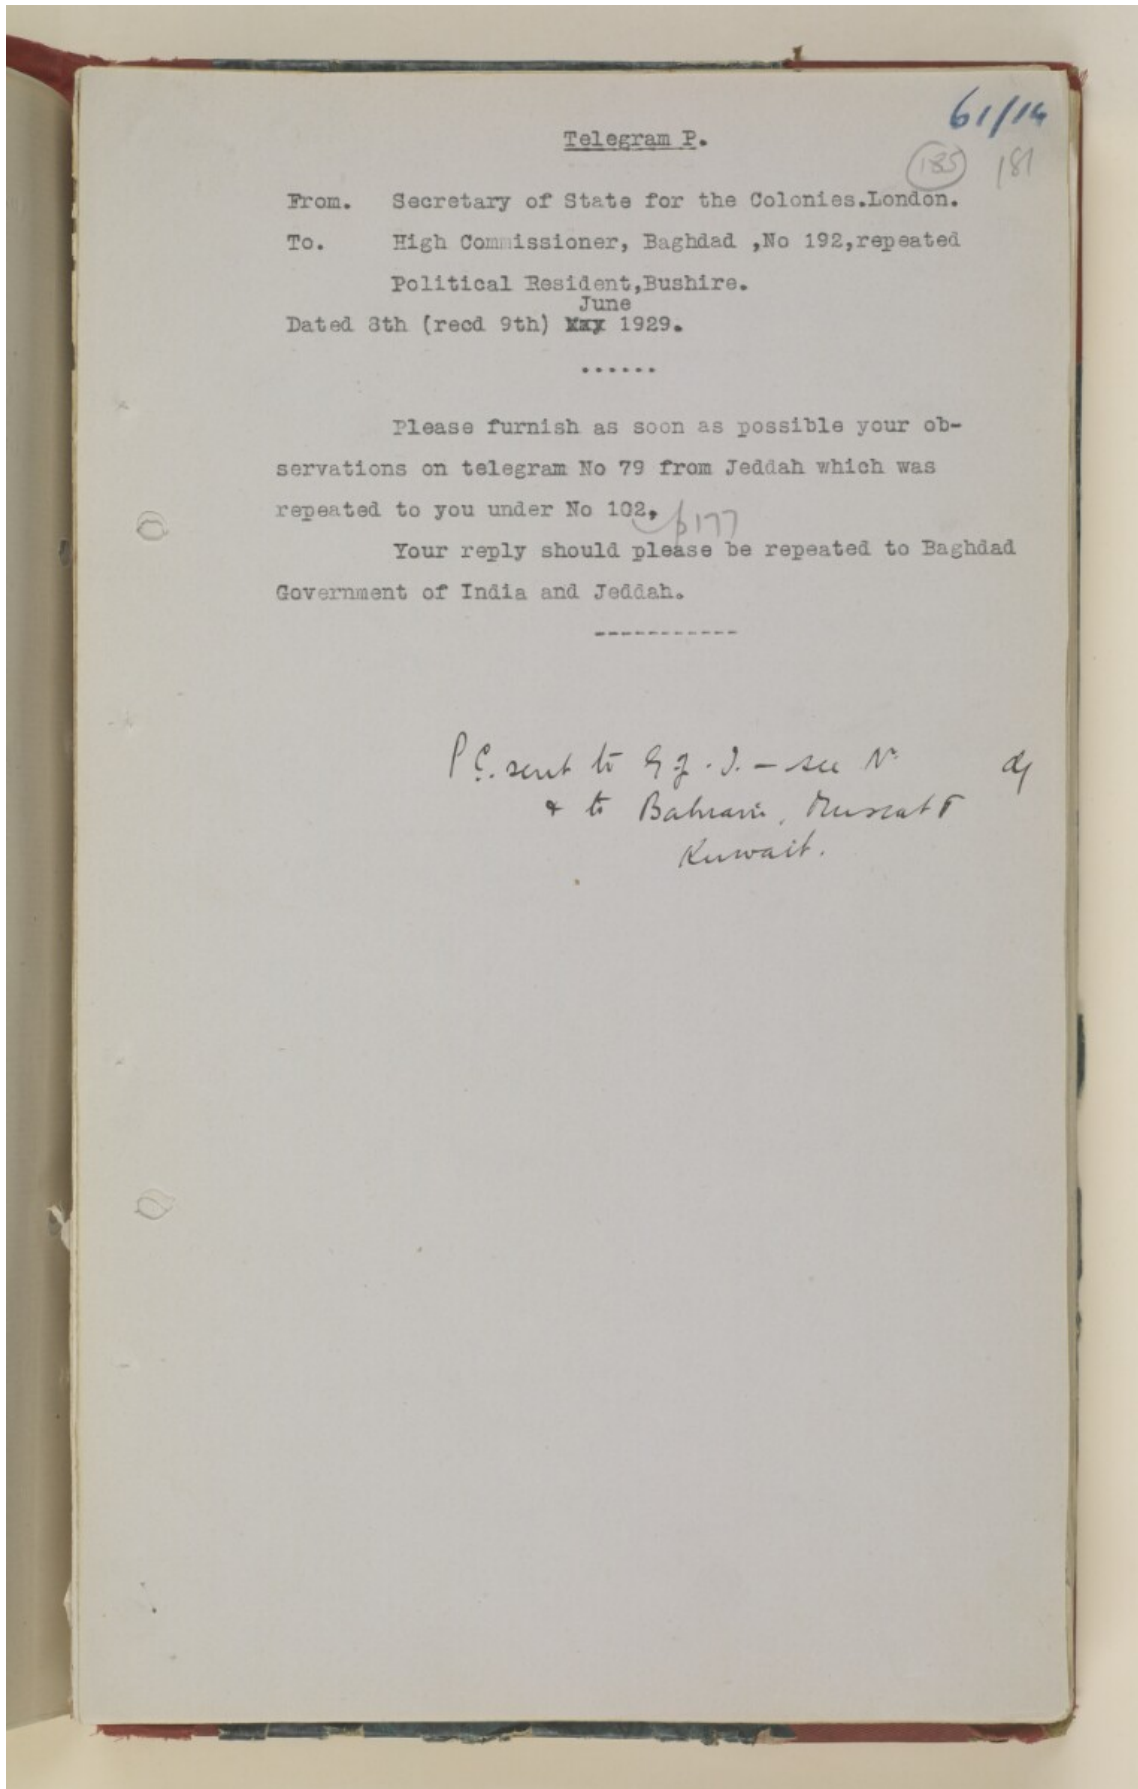 61/14
Telegram P.
185 181
From. Secretary of State for the Colonies.London.
To. High Commissioner, Baghdad ,No 192,repeated
Political Resident,Bushire.
June
Dated 8th (recd 9th) May 1929.
......
Please furnish as soon as possible your ob-
servations on telegram No 79 from Jeddah which was
repeated to you under No 102.
p177
Your reply should please be repeated to Baghdad
Government of India and Jeddah.
-----------
P.C. sent to G. of. I. - see No
& to Bahrain, Muscat &
Kuwait.